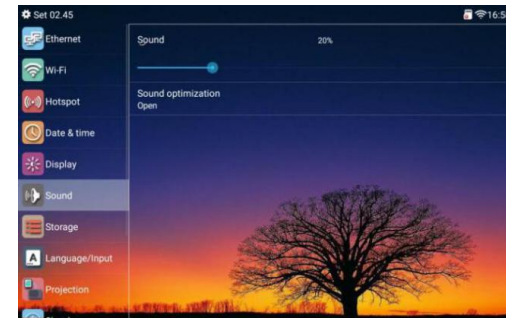 Set 02.45
16:5
Ethernet
Wi-Fi
Hotspot
Date & time
Display
Sound
Storage
Language/Input
Projection
Sound 20%
Sound optimization
Open